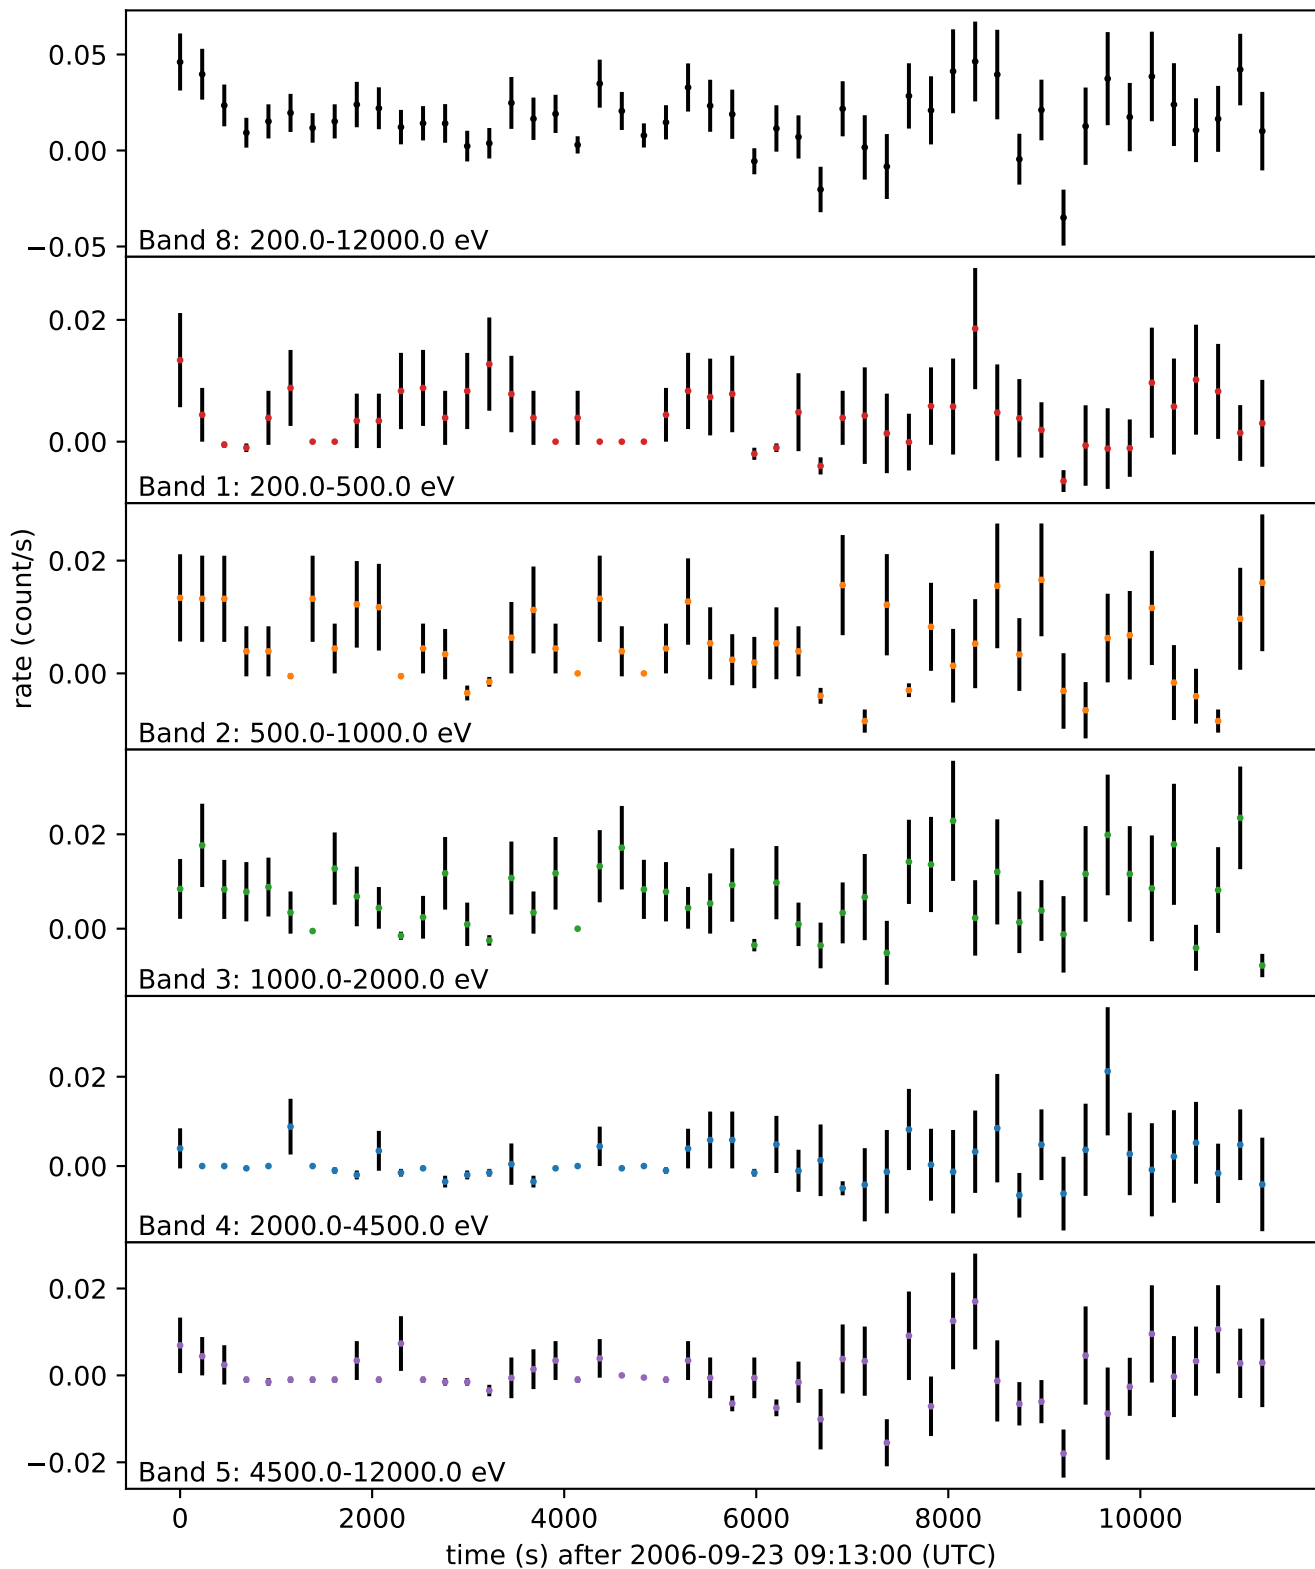 0.05
0.00
−0.05
Band 8: 200.0-12000.0 eV
0.02
0.00
Band 1: 200.0-500.0 eV
rate (count/s)
0.02
0.00
Band 2: 500.0-1000.0 eV
0.02
0.00
Band 3: 1000.0-2000.0 eV
0.02
0.00
Band 4: 2000.0-4500.0 eV
0.02
0.00
−0.02
Band 5: 4500.0-12000.0 eV
0 2000 4000 6000 8000 10000
time (s) after 2006-09-23 09:13:00 (UTC)